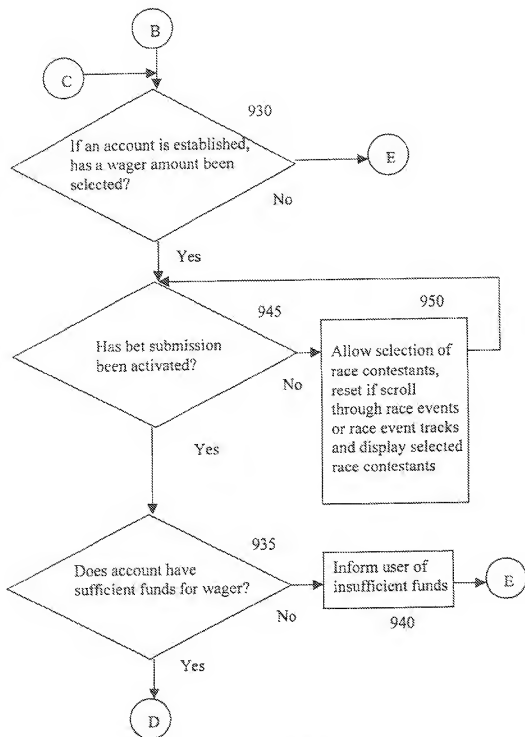 B
C
930
If an account is established,
has a wager amount been
selected?
E
No
Yes
945
950
Has bet submission
been activated?
No
Allow selection of
race contestants,
reset if scroll
through race events
or race event tracks
and display selected
race contestants
Yes
935
Does account have
sufficient funds for wager?
No
Inform user of
insufficient funds
E
940
Yes
D